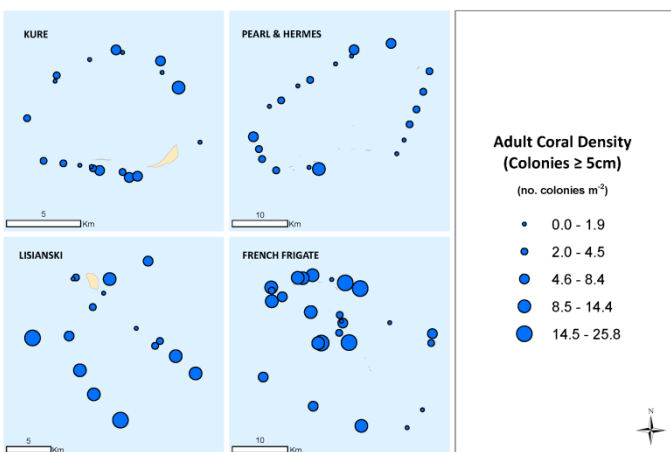 KURE
5
Km
PEARL & HERMES
10
Km
LISIANSKI
5
Km
FRENCH FRIGATE
10
Km
Adult Coral Density
(Colonies ≥ 5cm)
(no. colonies m⁻²)
0.0 - 1.9
2.0 - 4.5
4.6 - 8.4
8.5 - 14.4
14.5 - 25.8
N